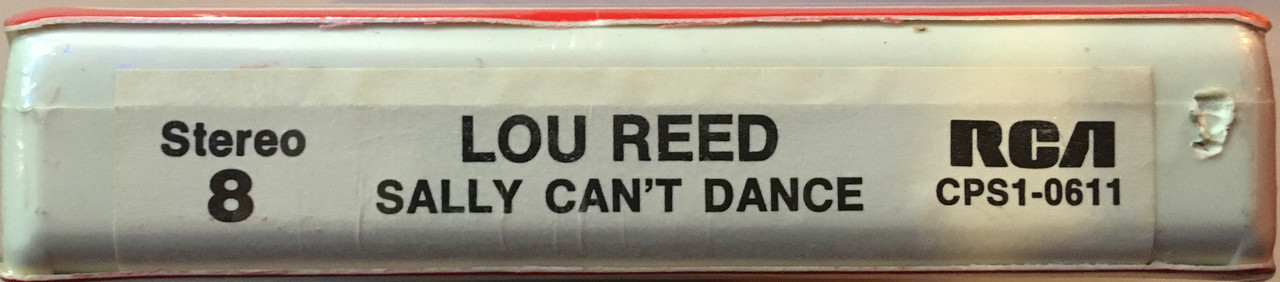 Stereo
8
LOU REED
SALLY CAN'T DANCE
RCA
CPS1-0611